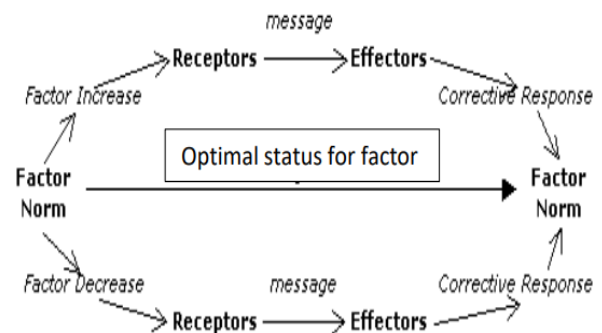 message
Receptors
Effectors
Factor Increase
Corrective Response
Optimal status for factor
Factor
Norm
Factor
Norm
Factor Decrease
message
Corrective Response
Receptors
Effectors